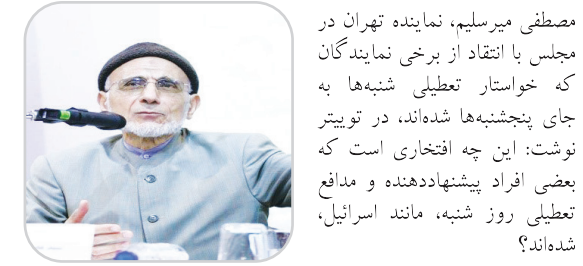 مصطفی میرسلیم، نماینده تهران در
مجلس با انتقاد از برخی نمایندگان
که خواستار تعطیلی شنبه‌ها به
جای پنجشنبه‌ها شده‌اند، در توییتر
نوشت: این چه افتخاری است که
بعضی افراد پیشنهاددهنده و مدافع
تعطیلی روز شنبه، مانند اسرائیل،
شده‌اند؟